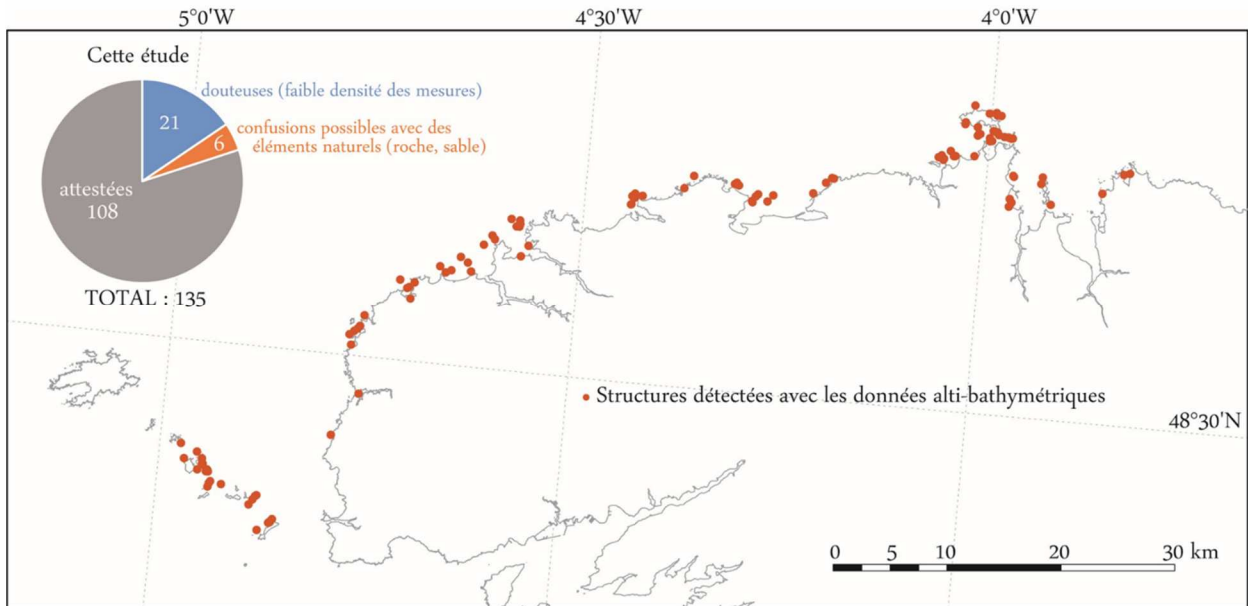 5°0'W
4°30'W
4°0'W
Cette étude
douteuses (faible densité des mesures)
21
confusions possibles avec des
éléments naturels (roche, sable)
6
attestées
108
TOTAL : 135
Structures détectées avec les données alti-bathymétriques
48°30'N
0 5 10 20 30 km